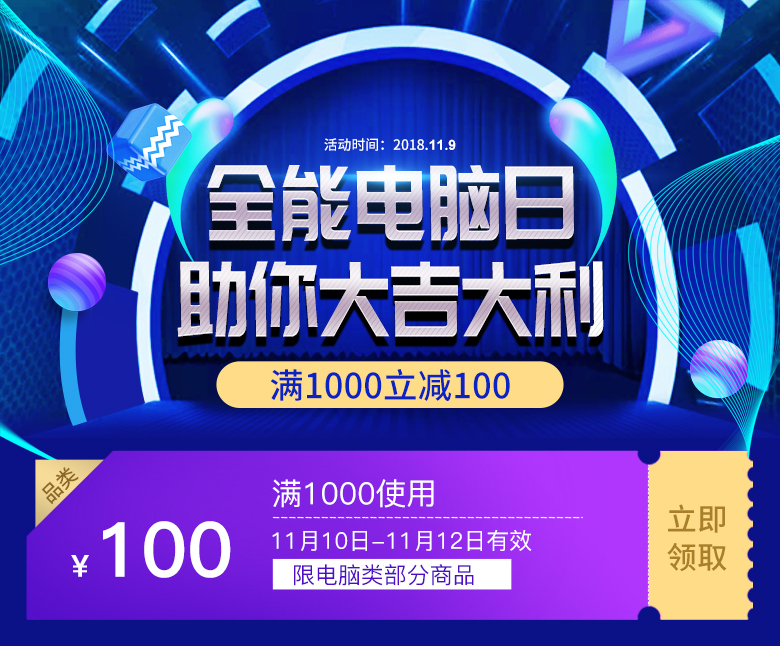 活动时间：2018.11.9
全能电脑日
助你大吉大利
满1000立减100
品类
¥100
满1000使用
11月10日-11月12日有效
限电脑类部分商品
立即
领取